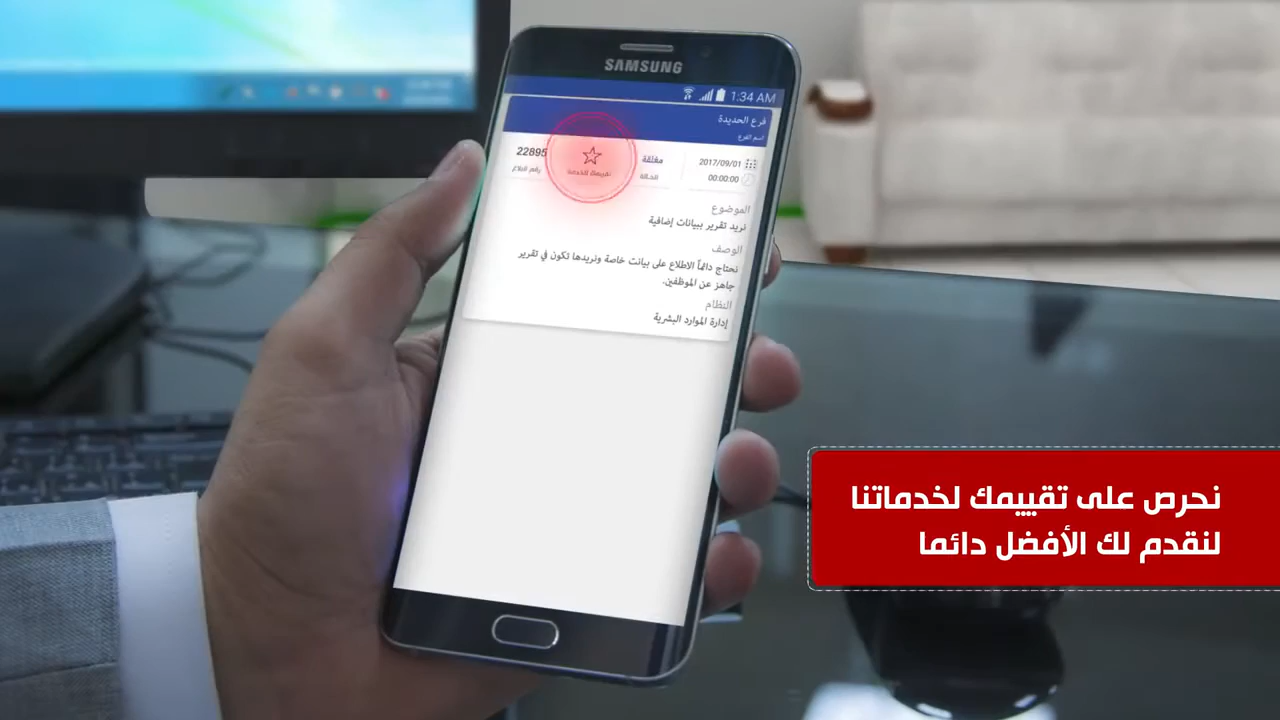 SAMSUNG
1:34 AM
فرع الحديدة
اسم الفرع
2017/09/01
00:00:00
مغلقة
الحالة
تقييمك للخدمة
22895
رقم البلاغ
الموضوع
نريد تقرير ببيانات إضافية
الوصف
نحتاج دائماً الاطلاع على بيانت خاصة ونريدها تكون في تقرير
جاهز عن الموظفين.
النظام
إدارة الموارد البشرية
نحرص على تقييمك لخدماتنا
لنقدم لك الأفضل دائما